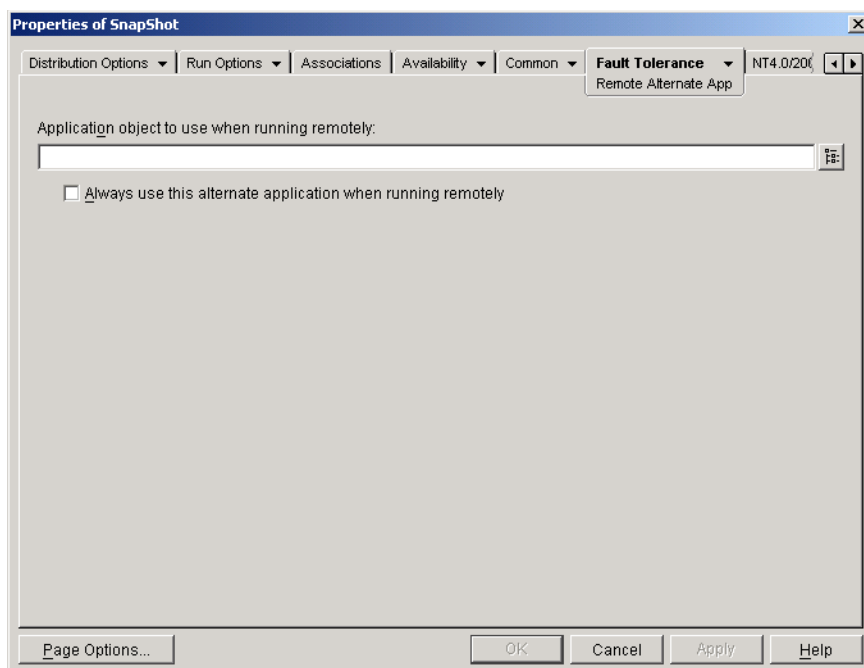 Properties of SnapShot
Distribution Options Run Options Associations Availability Common Fault Tolerance NT4.0/200
Remote Alternate App
Application object to use when running remotely:
Always use this alternate application when running remotely
Page Options... OK Cancel Apply Help